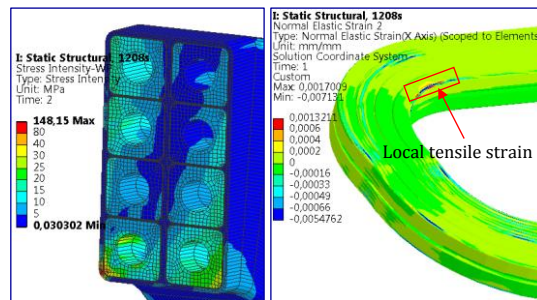 I: Static Structural, 1208s
Stress Intensity-WP
Type: Stress Intensity
Unit: MPa
Time: 2
148,15 Max
80
40
30
25
20
15
10
5
0,030302 Min
I: Static Structural, 1208s
Normal Elastic Strain 2
Type: Normal Elastic Strain(X Axis) (Scoped to Elements
Unit: mm/mm
Solution Coordinate System
Time: 1
Custom
Max: 0,0017009
Min: -0,007131
0,0013211
0,0006
0,0004
0,0002
0
-0,00016
-0,00033
-0,00049
-0,00066
-0,0054762
Local tensile strain